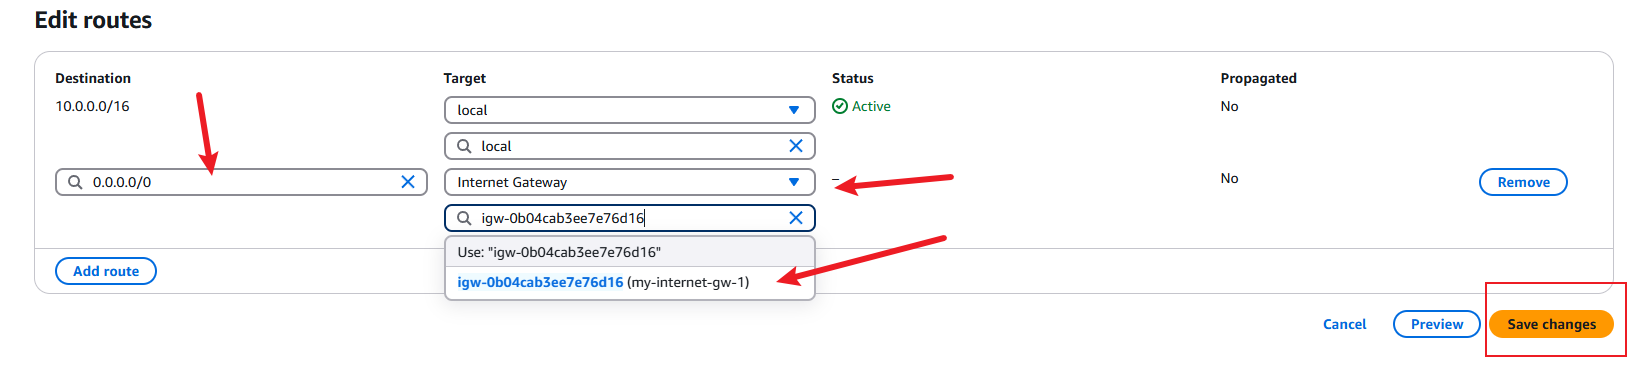 Edit routes
Destination Target Status Propagated
10.0.0.0/16 local Active No
local
0.0.0.0/0 Internet Gateway – No Remove
igw-0b04cab3ee7e76d16
Use: "igw-0b04cab3ee7e76d16"
Add route
igw-0b04cab3ee7e76d16 (my-internet-gw-1)
Cancel Preview Save changes